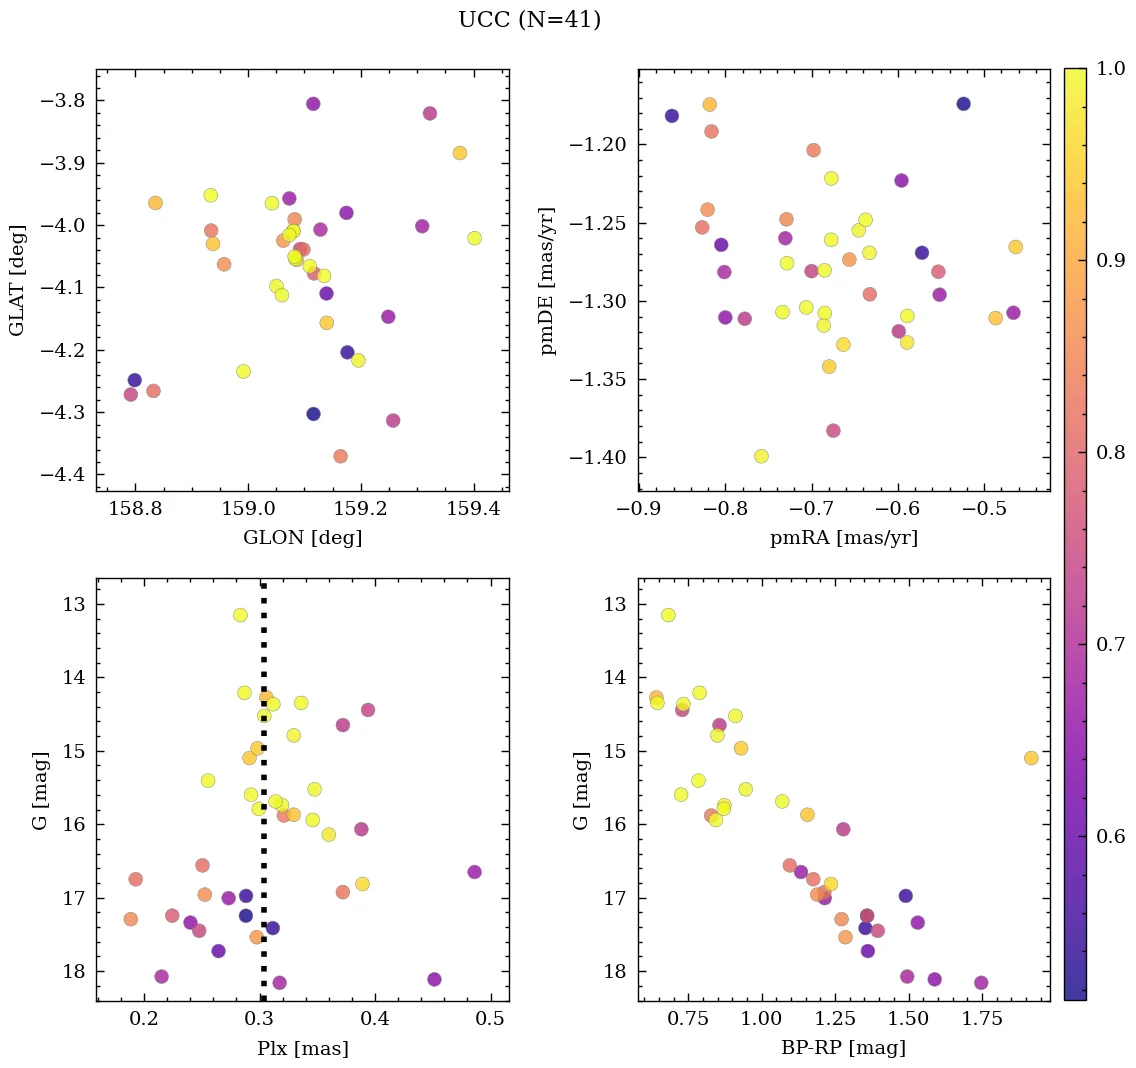 UCC (N=41)
−3.8
−3.9
−4.0
−4.1
−4.2
−4.3
−4.4
GLAT [deg]
158.8 159.0 159.2 159.4
GLON [deg]
−1.20
−1.25
−1.30
−1.35
−1.40
pmDE [mas/yr]
−0.9 −0.8 −0.7 −0.6 −0.5
pmRA [mas/yr]
13
14
15
16
17
18
G [mag]
0.2 0.3 0.4 0.5
Plx [mas]
13
14
15
16
17
18
G [mag]
0.75 1.00 1.25 1.50 1.75
BP-RP [mag]
1.0
0.9
0.8
0.7
0.6